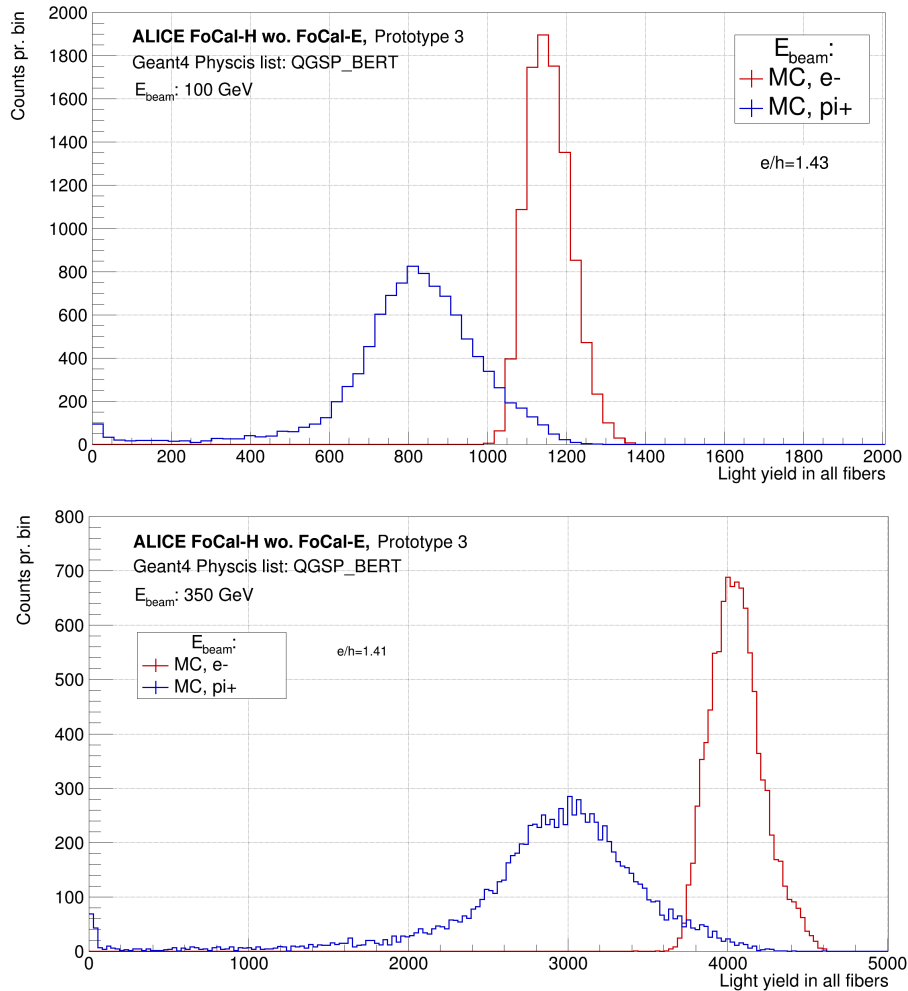 Counts pr. bin
2000
1800
1600
1400
1200
1000
800
600
400
200
0
ALICE FoCal-H wo. FoCal-E, Prototype 3
Geant4 Physcis list: QGSP_BERT
E_beam: 100 GeV
E_beam:
MC, e-
MC, pi+
e/h=1.43
0 200 400 600 800 1000 1200 1400 1600 1800 2000
Light yield in all fibers
Counts pr. bin
800
700
600
500
400
300
200
100
0
ALICE FoCal-H wo. FoCal-E, Prototype 3
Geant4 Physcis list: QGSP_BERT
E_beam: 350 GeV
E_beam:
MC, e-
MC, pi+
e/h=1.41
0 1000 2000 3000 4000 5000
Light yield in all fibers